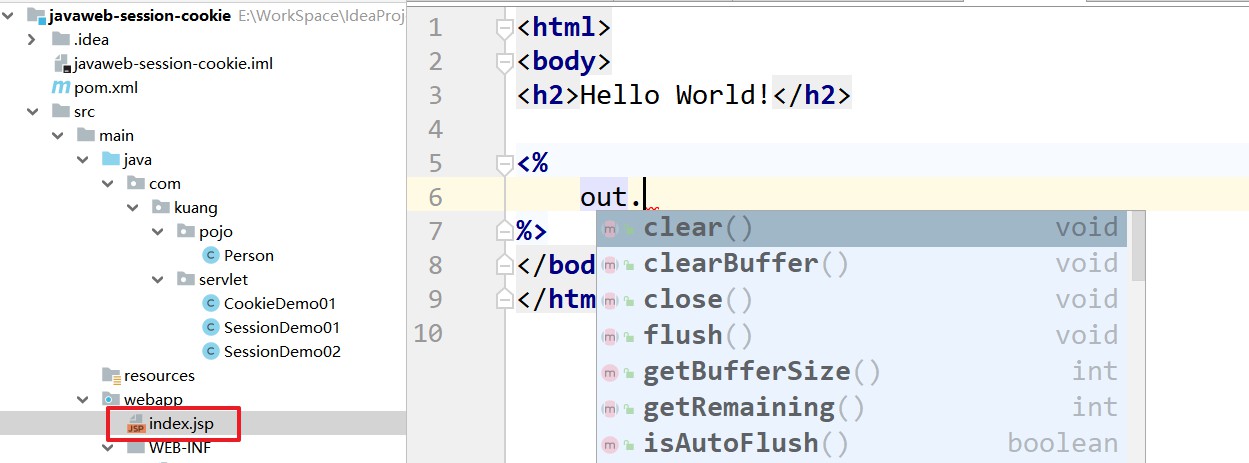 javaweb-session-cookie E:\WorkSpace\IdeaProj
.idea
javaweb-session-cookie.iml
pom.xml
src
main
java
com
kuang
pojo
Person
servlet
CookieDemo01
SessionDemo01
SessionDemo02
resources
webapp
index.jsp
WEB-INF
1 <html>
2 <body>
3 <h2>Hello World!</h2>
4
5 <%
6 out.
7 %>
8 </bod
9 </htm
10
clear() void
clearBuffer() void
close() void
flush() void
getBufferSize() int
getRemaining() int
isAutoFlush() boolean